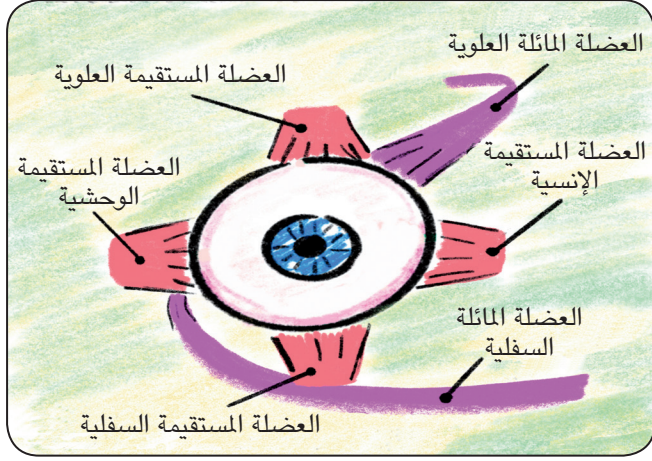 العضلة المائلة العلوية
العضلة المستقيمة العلوية
العضلة المستقيمة
الإنسية
العضلة المستقيمة
الوحشية
العضلة المائلة
السفلية
العضلة المستقيمة السفلية